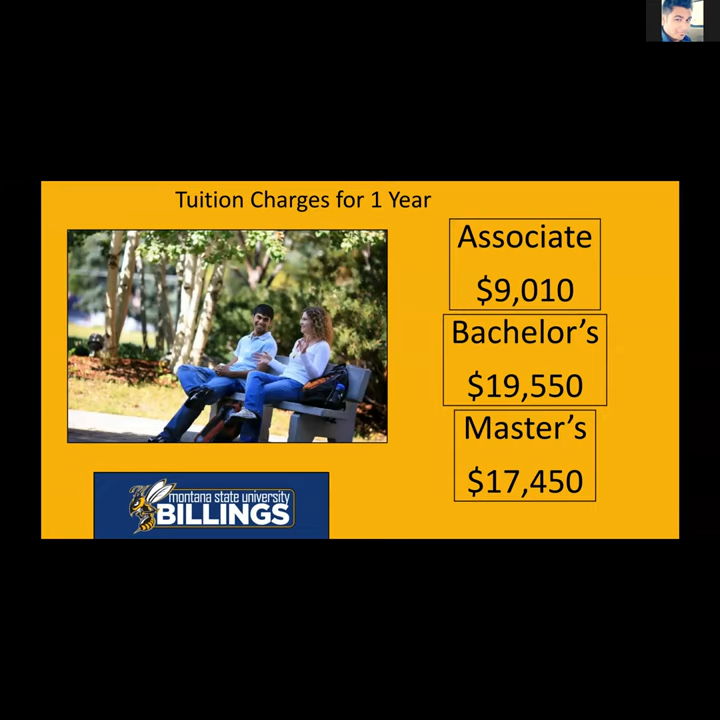 Tuition Charges for 1 Year
Associate
$9,010
Bachelor's
$19,550
Master's
$17,450
montana state university
BILLINGS